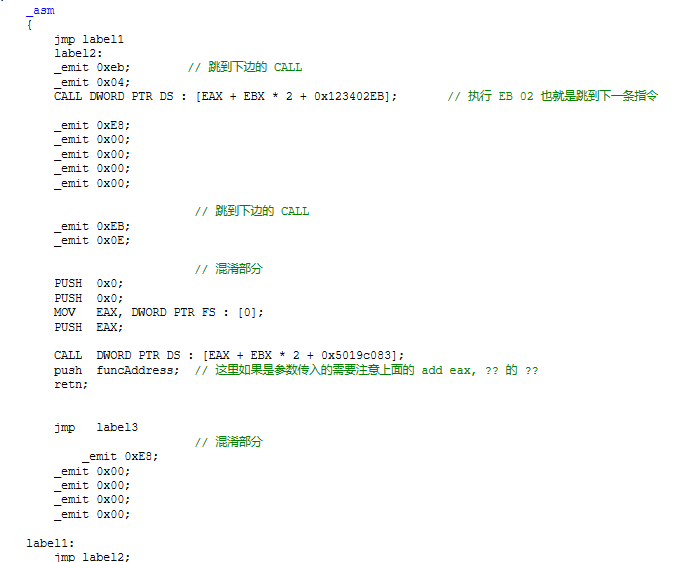 _asm
{
jmp label1
label2:
_emit 0xeb; // 跳到下边的 CALL
_emit 0x04;
CALL DWORD PTR DS : [EAX + EBX * 2 + 0x123402EB]; // 执行 EB 02 也就是跳到下一条指令
_emit 0xE8;
_emit 0x00;
_emit 0x00;
_emit 0x00;
_emit 0x00;
// 跳到下边的 CALL
_emit 0xEB;
_emit 0x0E;
// 混淆部分
PUSH 0x0;
PUSH 0x0;
MOV EAX, DWORD PTR FS : [0];
PUSH EAX;
CALL DWORD PTR DS : [EAX + EBX * 2 + 0x5019c083];
push funcAddress; // 这里如果是参数传入的需要注意上面的 add eax, ?? 的 ??
retn;
jmp label3
// 混淆部分
_emit 0xE8;
_emit 0x00;
_emit 0x00;
_emit 0x00;
_emit 0x00;
label1:
jmp label2;